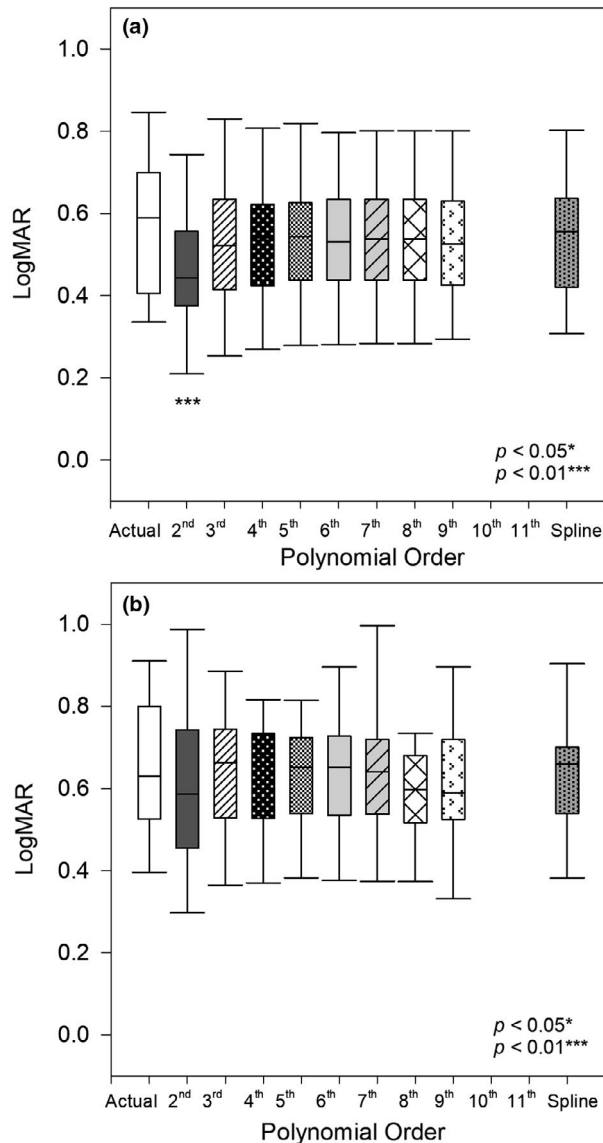 (a)
1.0
0.8
0.6
0.4
0.2
0.0
LogMAR
***
p < 0.05*
p < 0.01***
Actual 2nd 3rd 4th 5th 6th 7th 8th 9th 10th 11th Spline
Polynomial Order
(b)
1.0
0.8
0.6
0.4
0.2
0.0
LogMAR
p < 0.05*
p < 0.01***
Actual 2nd 3rd 4th 5th 6th 7th 8th 9th 10th 11th Spline
Polynomial Order